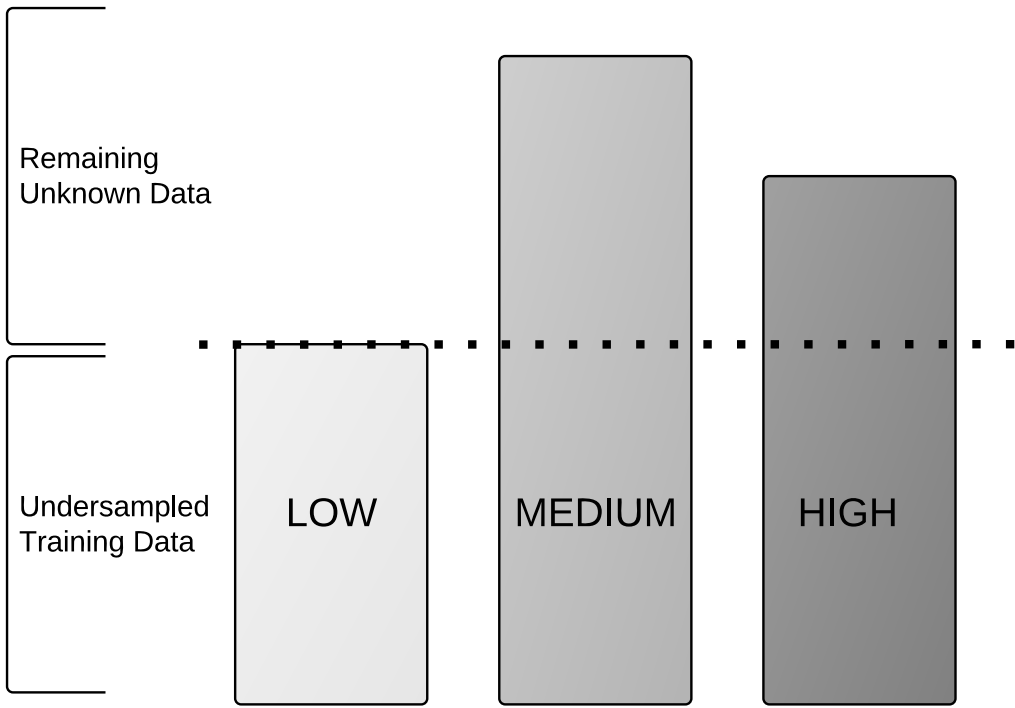 Remaining
Unknown Data
Undersampled
Training Data
LOW
MEDIUM
HIGH